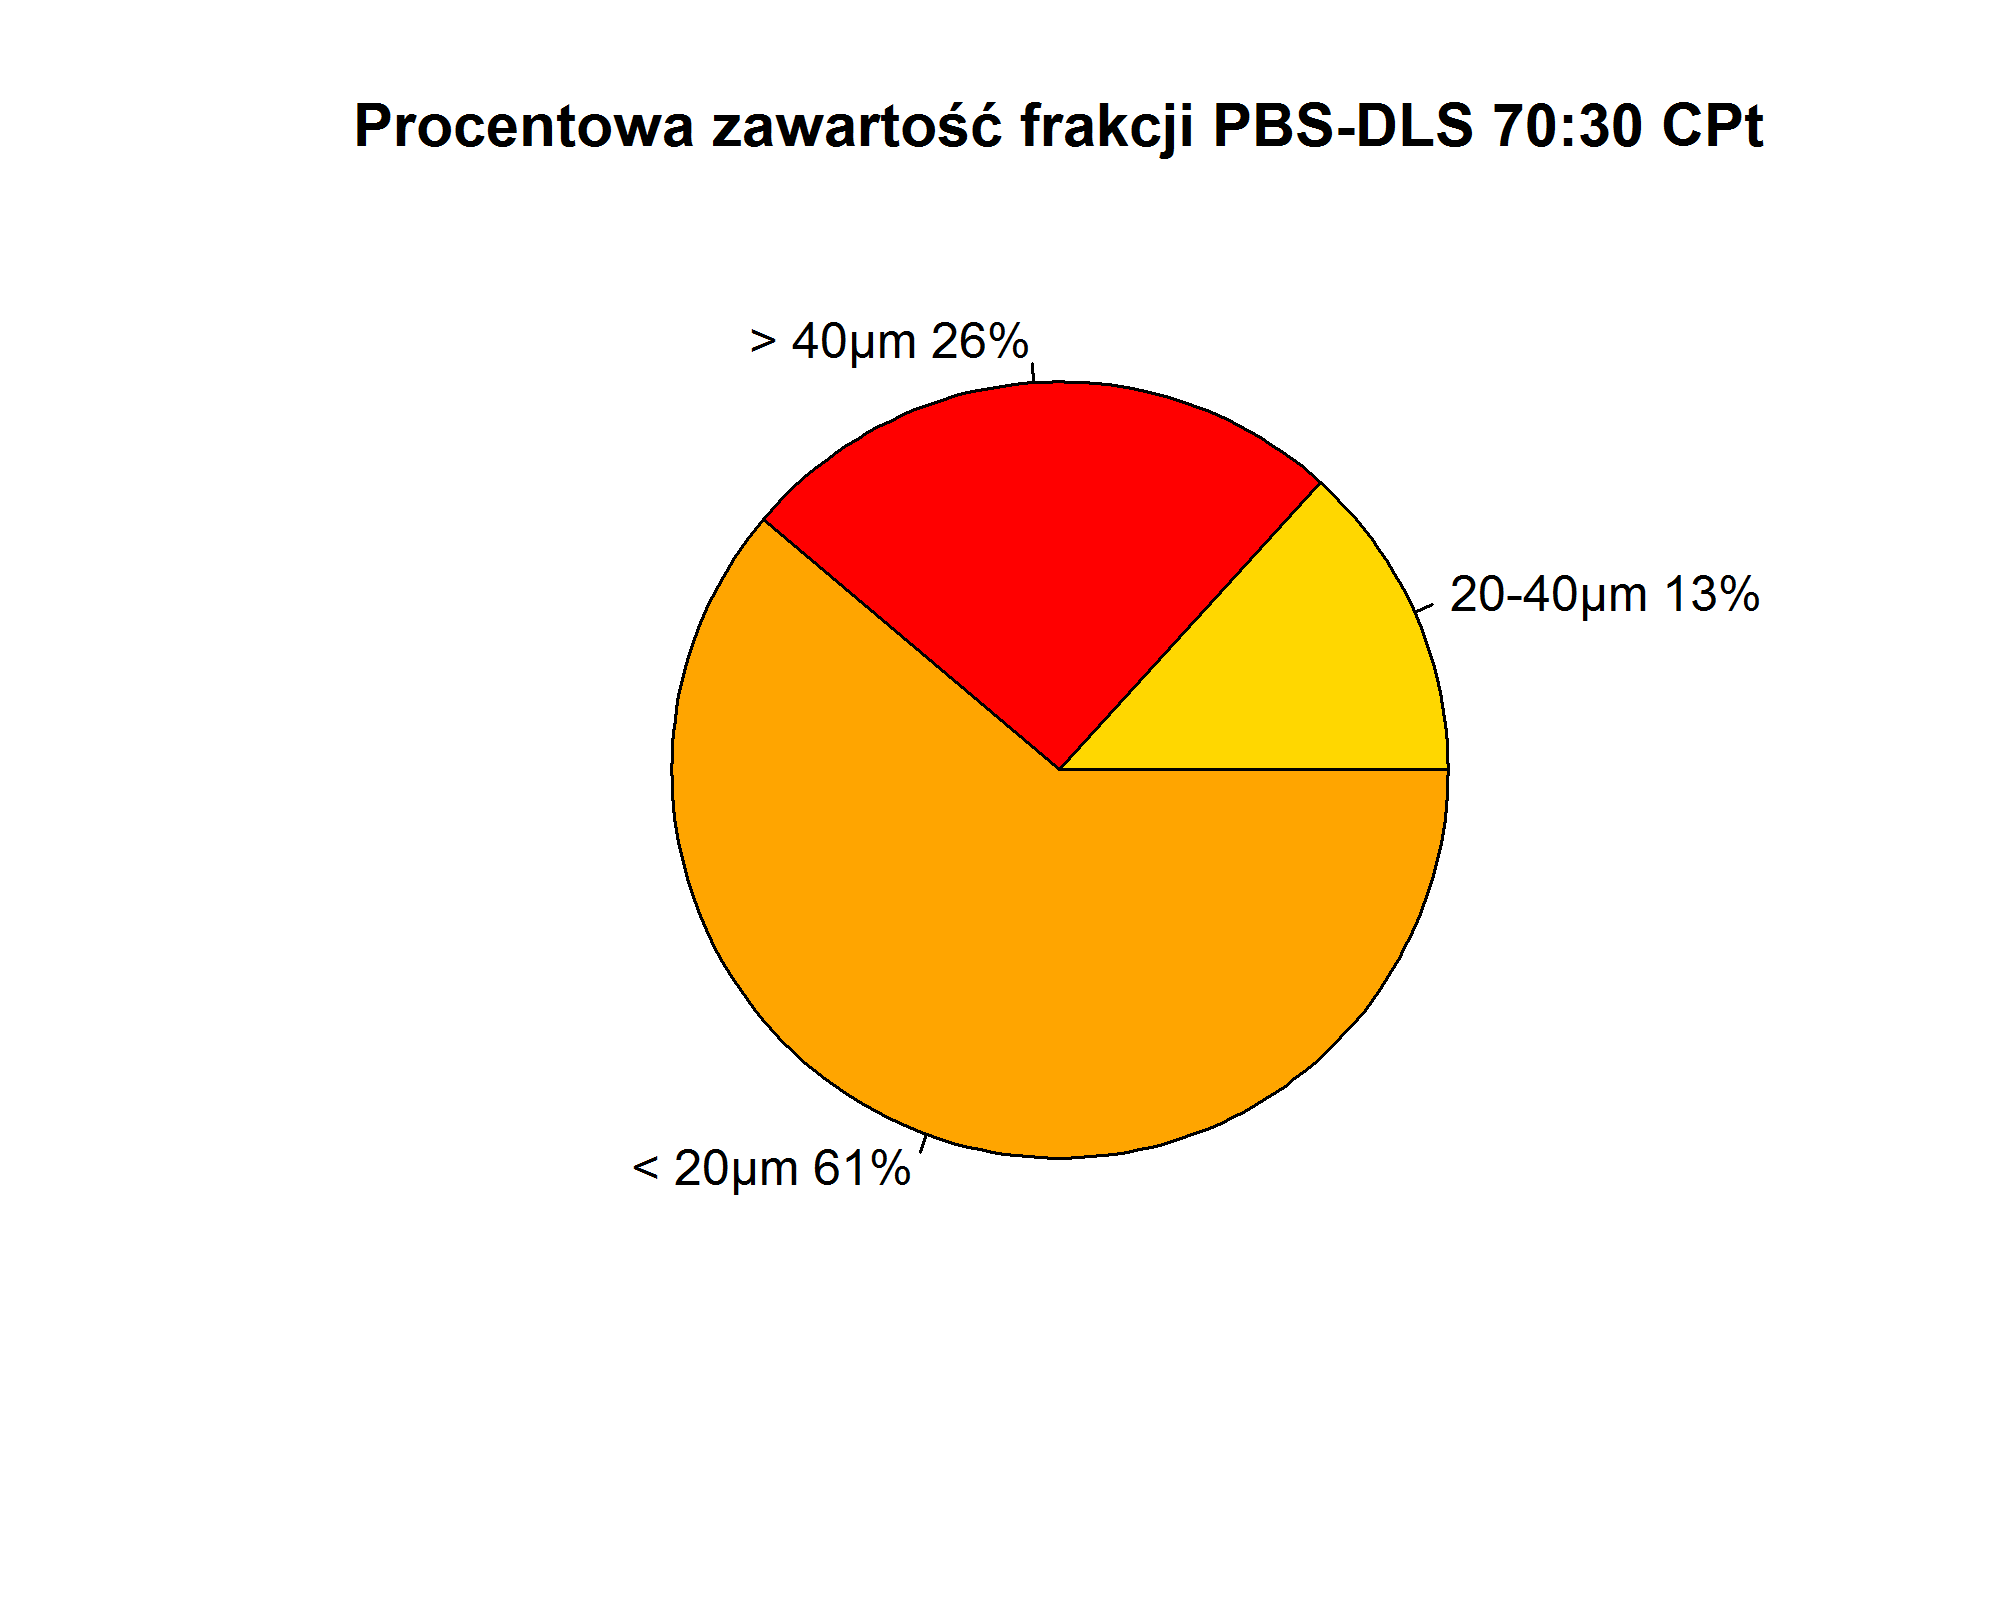 Procentowa zawartość frakcji PBS-DLS 70:30 CPt
> 40µm 26%
20-40µm 13%
< 20µm 61%